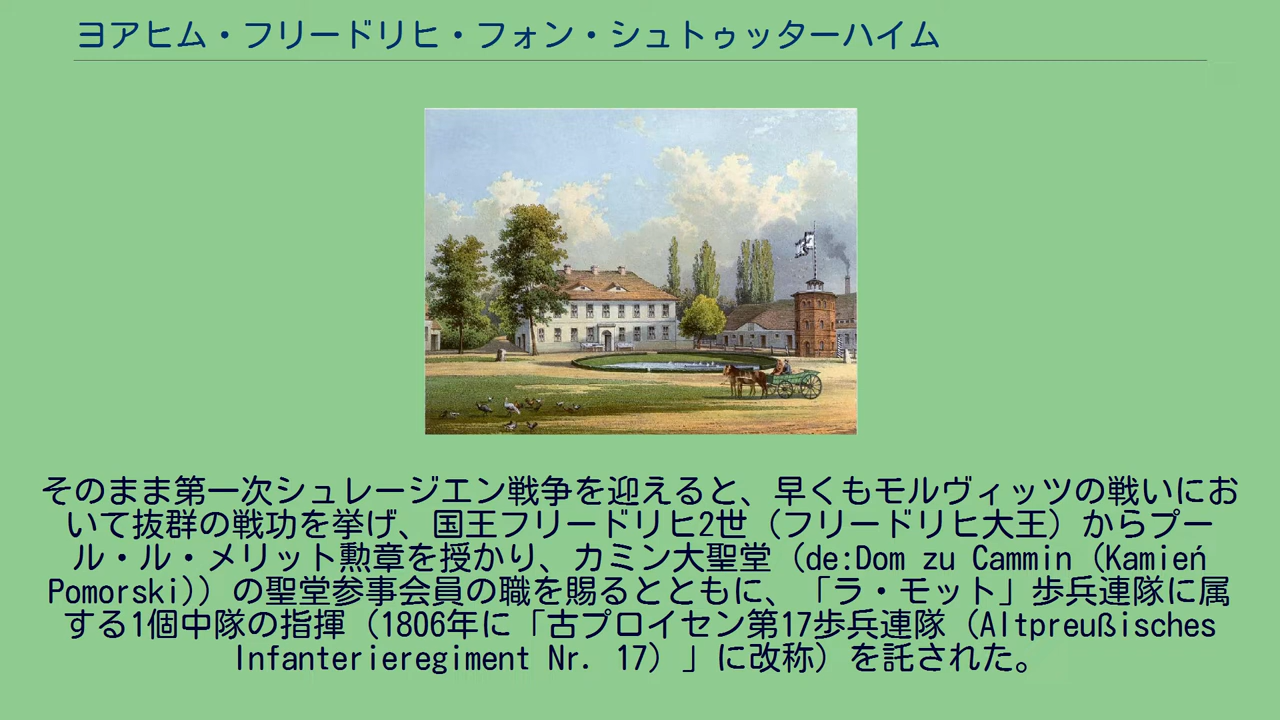 ヨアヒム・フリードリヒ・フォン・シュトゥッターハイム
そのまま第一次シュレージエン戦争を迎えると、早くもモルヴィッツの戦いにお
いて抜群の戦功を挙げ、国王フリードリヒ2世（フリードリヒ大王）からプー
ル・ル・メリット勲章を授かり、カミン大聖堂（de:Dom zu Cammin (Kamień
Pomorski)）の聖堂参事会員の職を賜るとともに、「ラ・モット」歩兵連隊に属
する1個中隊の指揮（1806年に「古プロイセン第17歩兵連隊（Altpreußisches
Infanterieregiment Nr. 17）」に改称）を託された。